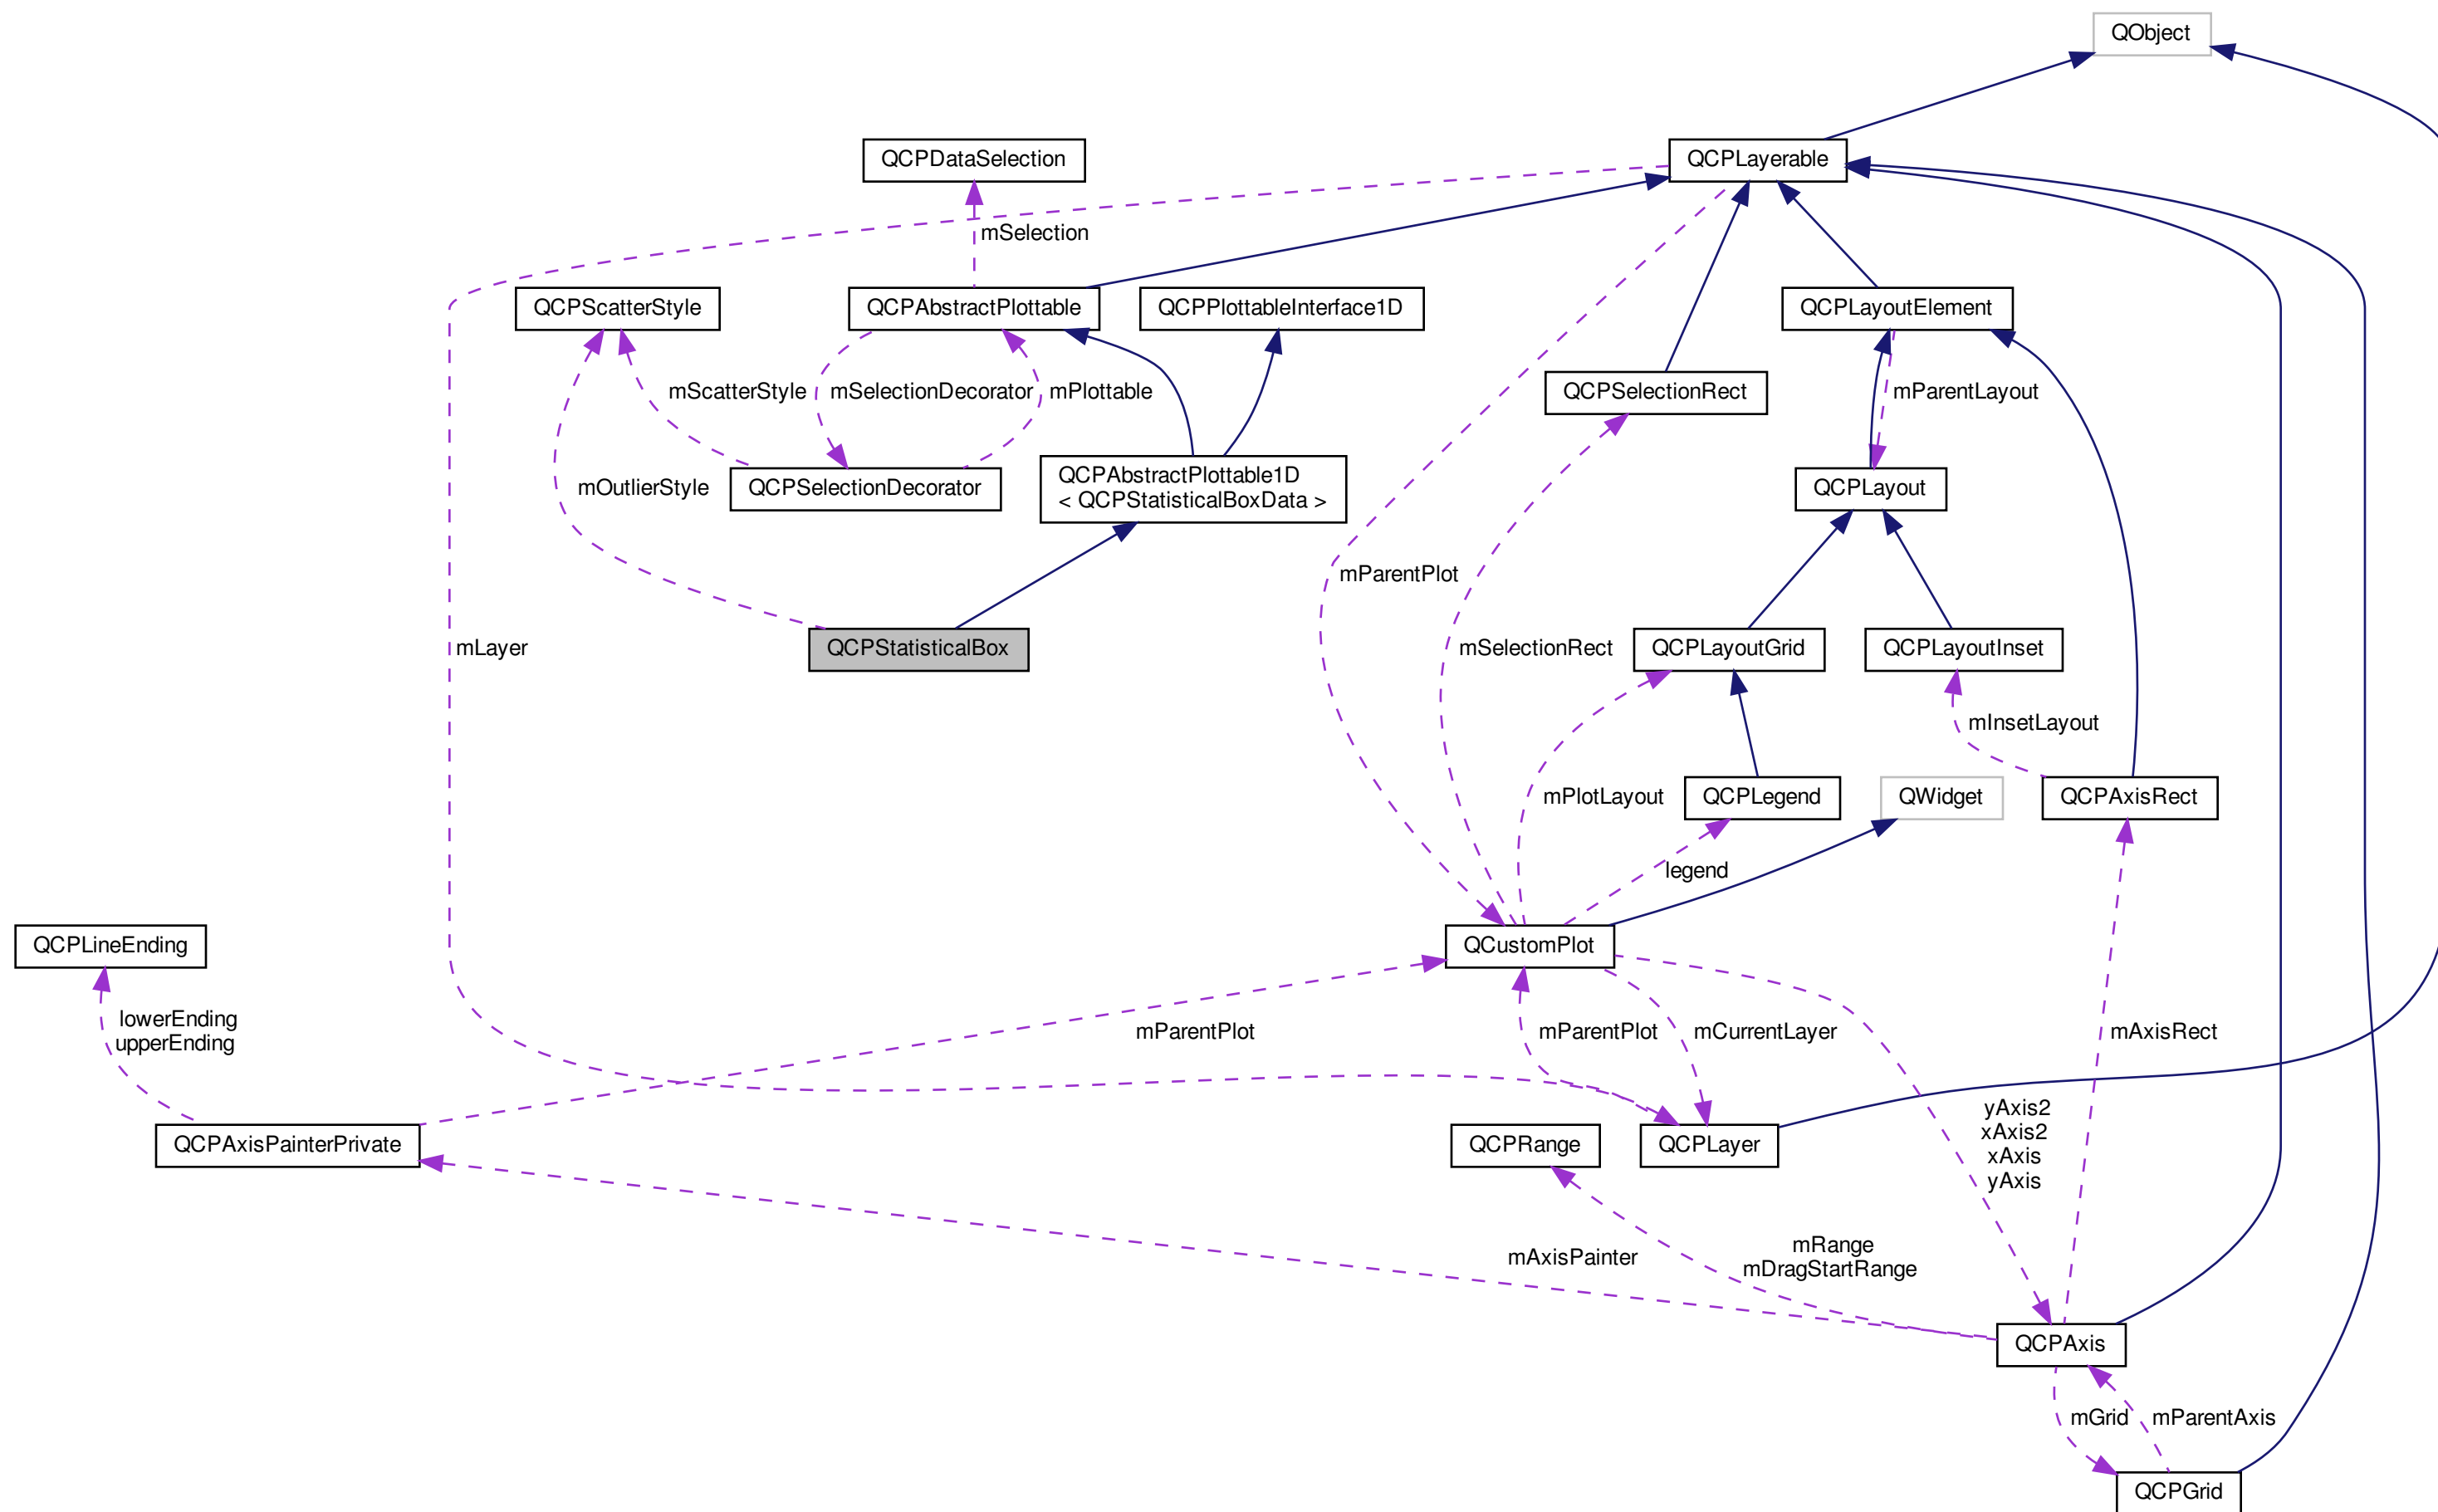 QObject
QCPDataSelection
QCPLayerable
mSelection
QCPScatterStyle
QCPAbstractPlottable
QCPPlottableInterface1D
QCPLayoutElement
mScatterStyle
mSelectionDecorator
mPlottable
QCPSelectionRect
mParentLayout
mOutlierStyle
QCPSelectionDecorator
QCPAbstractPlottable1D
< QCPStatisticalBoxData >
QCPLayout
mParentPlot
mLayer
QCPStatisticalBox
mSelectionRect
QCPLayoutGrid
QCPLayoutInset
mInsetLayout
mPlotLayout
QCPLegend
QWidget
QCPAxisRect
legend
QCPLineEnding
QCustomPlot
lowerEnding
upperEnding
mParentPlot
mParentPlot
mCurrentLayer
mAxisRect
QCPAxisPainterPrivate
QCPRange
QCPLayer
yAxis2
xAxis2
xAxis
yAxis
mAxisPainter
mRange
mDragStartRange
QCPAxis
mGrid
mParentAxis
QCPGrid